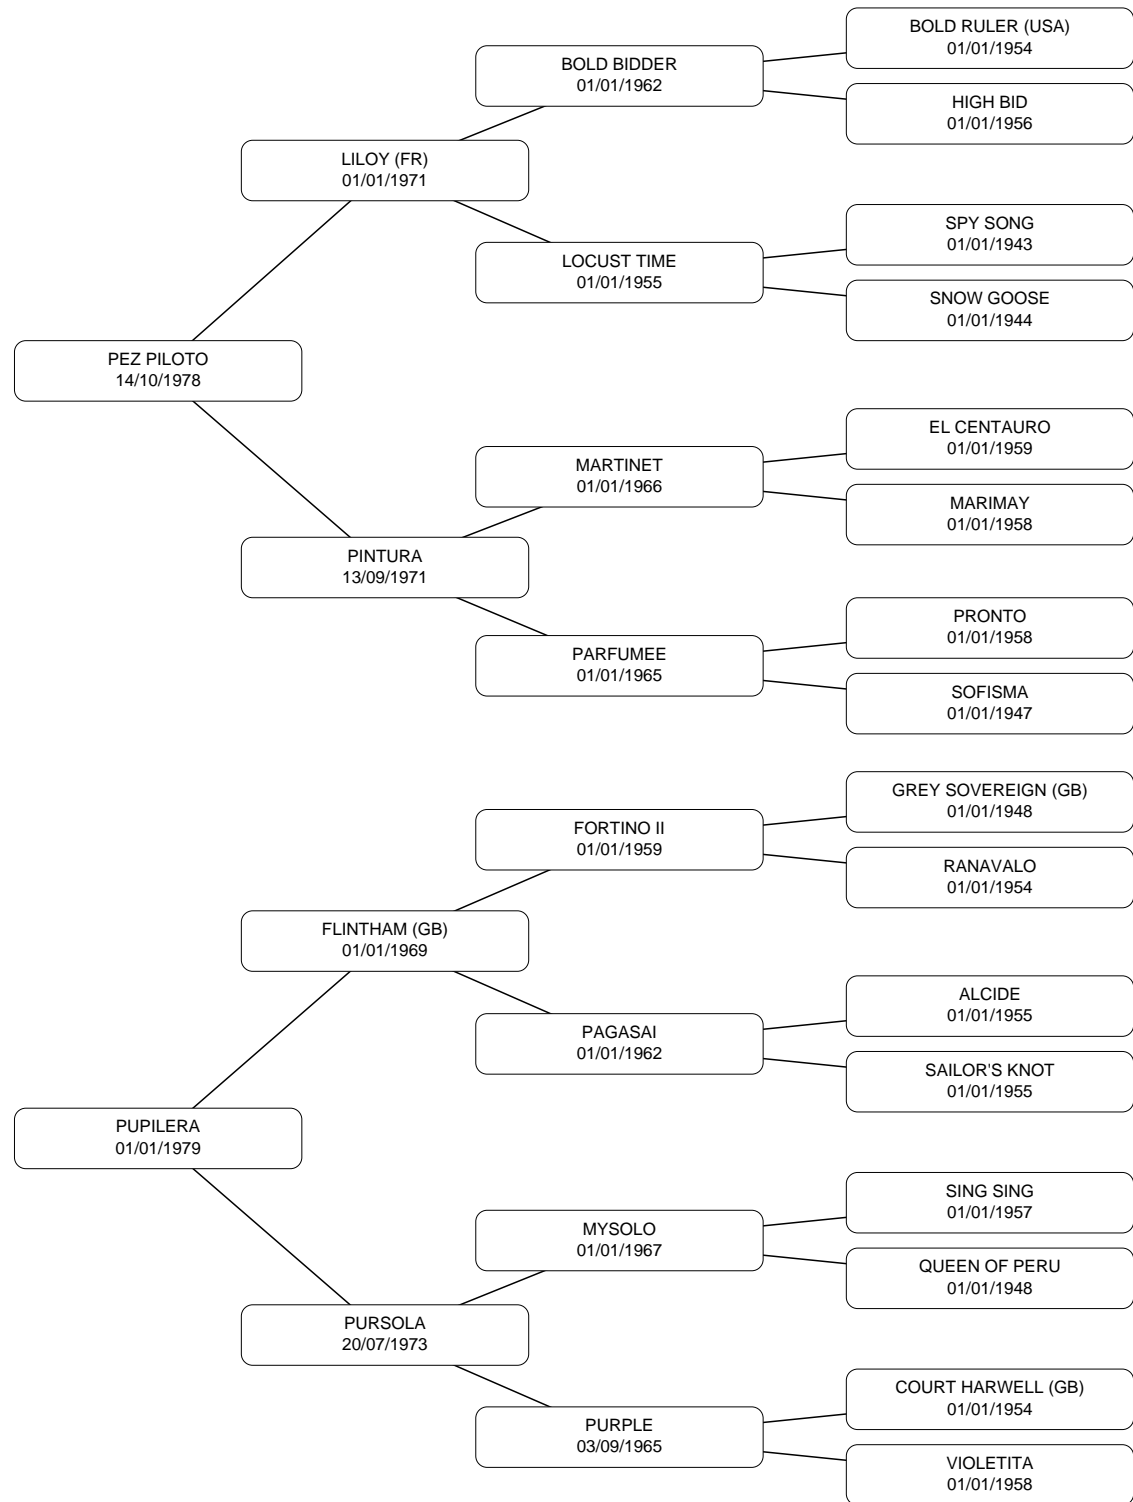 BOLD RULER (USA)
01/01/1954
BOLD BIDDER
01/01/1962
HIGH BID
01/01/1956
LILOY (FR)
01/01/1971
SPY SONG
01/01/1943
LOCUST TIME
01/01/1955
SNOW GOOSE
01/01/1944
PEZ PILOTO
14/10/1978
EL CENTAURO
01/01/1959
MARTINET
01/01/1966
MARIMAY
01/01/1958
PINTURA
13/09/1971
PRONTO
01/01/1958
PARFUMEE
01/01/1965
SOFISMA
01/01/1947
GREY SOVEREIGN (GB)
01/01/1948
FORTINO II
01/01/1959
RANAVALO
01/01/1954
FLINTHAM (GB)
01/01/1969
ALCIDE
01/01/1955
PAGASAI
01/01/1962
SAILOR'S KNOT
01/01/1955
PUPILERA
01/01/1979
SING SING
01/01/1957
MYSOLO
01/01/1967
QUEEN OF PERU
01/01/1948
PURSOLA
20/07/1973
COURT HARWELL (GB)
01/01/1954
PURPLE
03/09/1965
VIOLETITA
01/01/1958